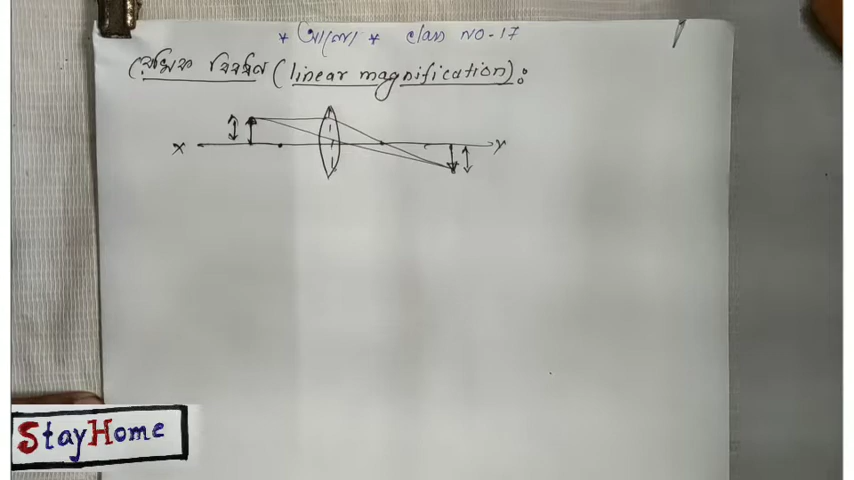 * আলো * class NO-17
রৈখিক বিবর্ধন (linear magnification):
X Y
StayHome